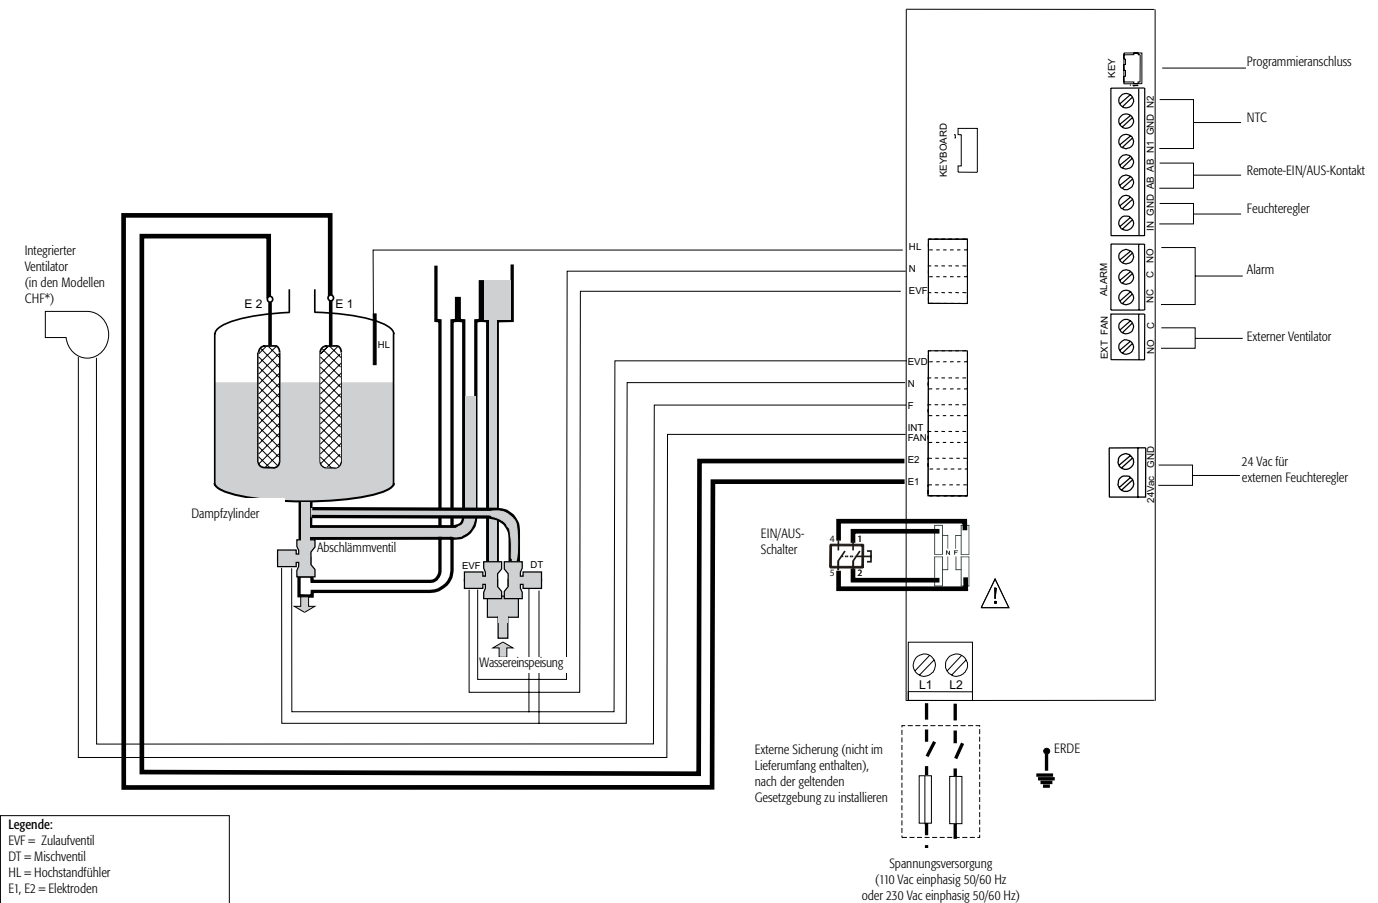 KEY
Programmieranschluss
N2
GND
N1
AB
AB
GND
IN
NTC
Remote-EIN/AUS-Kontakt
Feuchteregler
KEYBOARD
ALARM
NO
C
NC
Alarm
EXT FAN
C
NO
Externer Ventilator
GND
24Vac
24 Vac für
externen Feuchteregler
Integrierter
Ventilator
(in den Modellen
CHF*)
E 2
E 1
HL
Dampfzylinder
Abschlämmventil
EVF
DT
Wassereinspeisung
HL
N
EVF
EVD
N
F
INT
FAN
E2
E1
EIN/AUS-
Schalter
4
1
5
2
N F
L1
L2
Externe Sicherung (nicht im
Lieferumfang enthalten),
nach der geltenden
Gesetzgebung zu installieren
ERDE
Spannungsversorgung
(110 Vac einphasig 50/60 Hz
oder 230 Vac einphasig 50/60 Hz)
Legende:
EVF = Zulaufventil
DT = Mischventil
HL = Hochstandfühler
E1, E2 = Elektroden